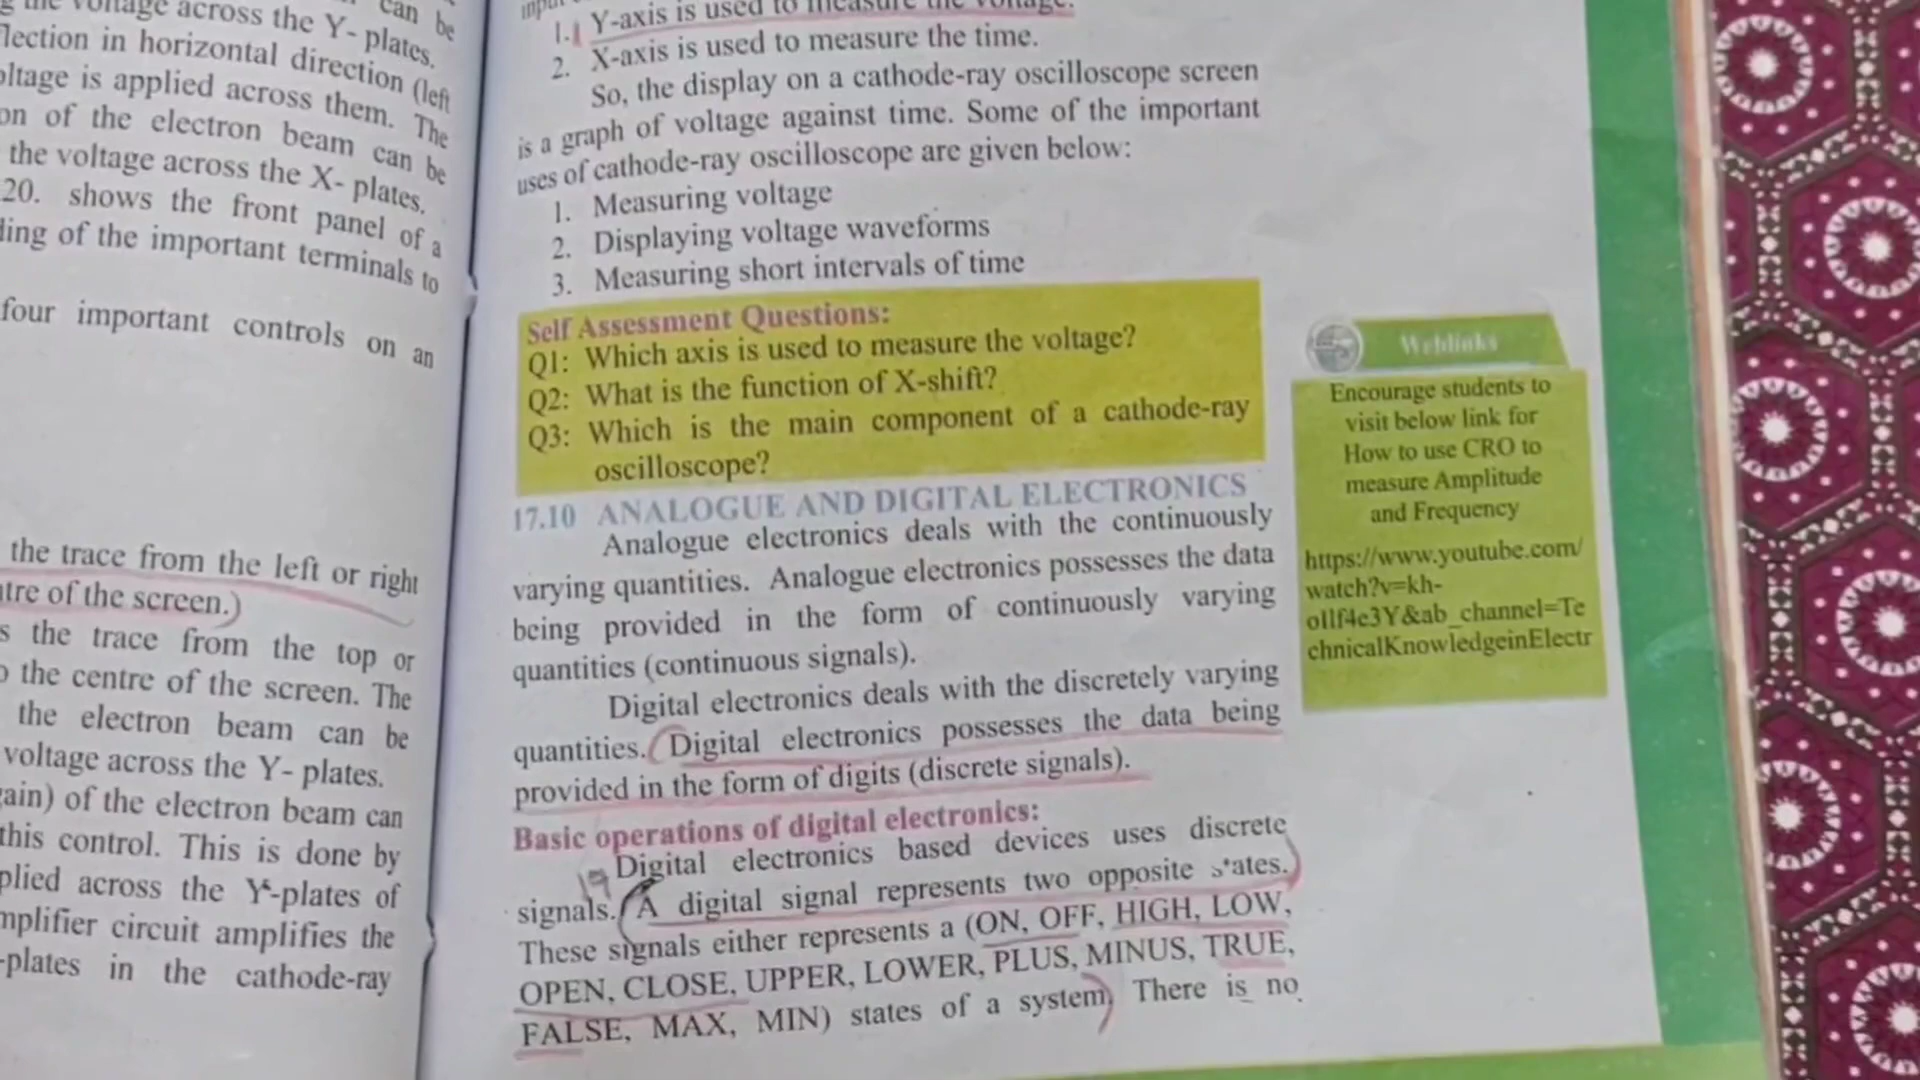 the voltage across the Y- plates.
can be
lection in horizontal direction (left
oltage is applied across them. The
on of the electron beam can be
the voltage across the X- plates.
20. shows the front panel of a
ling of the important terminals to
four important controls on an
the trace from the left or right
ntre of the screen.)
s the trace from the top or
o the centre of the screen. The
the electron beam can be
voltage across the Y- plates.
gain) of the electron beam can
this control. This is done by
plied across the Y-plates of
mplifier circuit amplifies the
-plates in the cathode-ray
input
1. Y-axis is used to measure the voltage.
2. X-axis is used to measure the time.
So, the display on a cathode-ray oscilloscope screen
is a graph of voltage against time. Some of the important
uses of cathode-ray oscilloscope are given below:
1. Measuring voltage
2. Displaying voltage waveforms
3. Measuring short intervals of time
Self Assessment Questions:
Q1: Which axis is used to measure the voltage?
Q2: What is the function of X-shift?
Q3: Which is the main component of a cathode-ray
oscilloscope?
17.10 ANALOGUE AND DIGITAL ELECTRONICS
Analogue electronics deals with the continuously
varying quantities. Analogue electronics possesses the data
being provided in the form of continuously varying
quantities (continuous signals).
Digital electronics deals with the discretely varying
quantities. Digital electronics possesses the data being
provided in the form of digits (discrete signals).
Basic operations of digital electronics:
Digital electronics based devices uses discrete
signals. A digital signal represents two opposite states.
These signals either represents a (ON, OFF, HIGH, LOW,
OPEN, CLOSE, UPPER, LOWER, PLUS, MINUS, TRUE,
FALSE, MAX, MIN) states of a system. There is no
Weblinks
Encourage students to
visit below link for
How to use CRO to
measure Amplitude
and Frequency
https://www.youtube.com/
watch?v=kh-
oIlf4e3Y&ab_channel=Te
chnicalKnowledgeinElectr